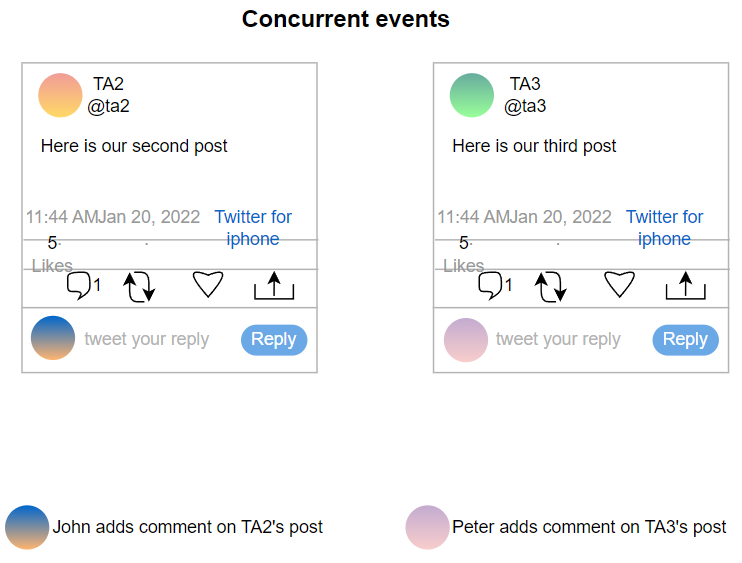 Concurrent events
TA2
@ta2
Here is our second post
11:44 AMJan 20, 2022 Twitter for
iphone
5·
·
Likes
1
tweet your reply Reply
TA3
@ta3
Here is our third post
11:44 AMJan 20, 2022 Twitter for
iphone
5·
·
Likes
1
tweet your reply Reply
John adds comment on TA2's post
Peter adds comment on TA3's post